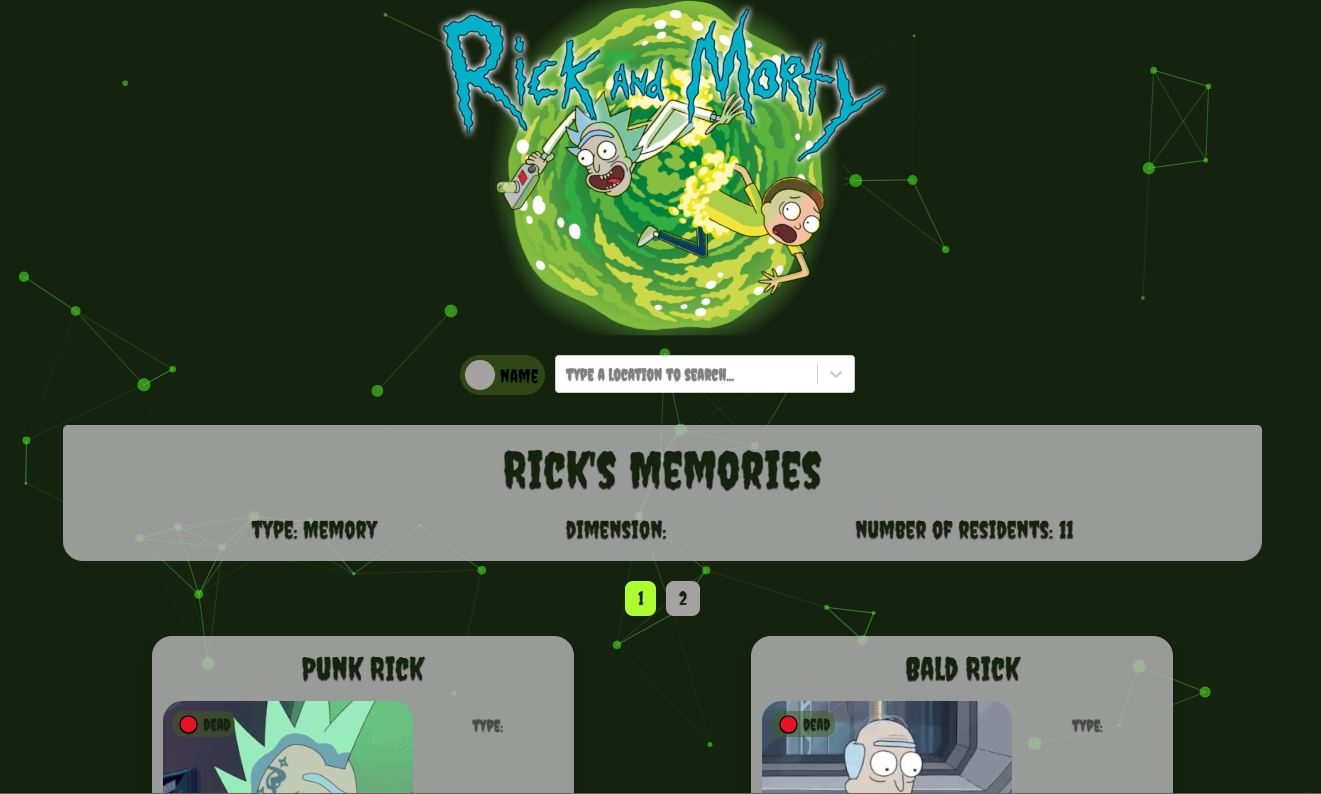 Rick and Morty
NAME
TYPE A LOCATION TO SEARCH...
RICK'S MEMORIES
TYPE: MEMORY
DIMENSION:
NUMBER OF RESIDENTS: 11
1
2
PUNK RICK
BALD RICK
DEAD
TYPE:
DEAD
TYPE: